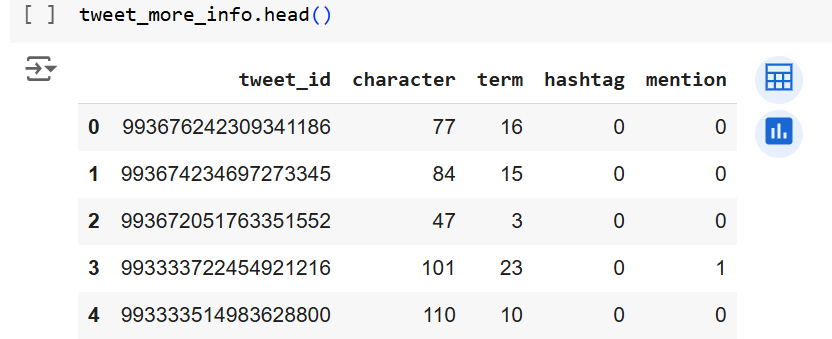 [ ] tweet_more_info.head()
tweet_id character term hashtag mention
0 993676242309341186 77 16 0 0
1 993674234697273345 84 15 0 0
2 993672051763351552 47 3 0 0
3 993333722454921216 101 23 0 1
4 993333514983628800 110 10 0 0